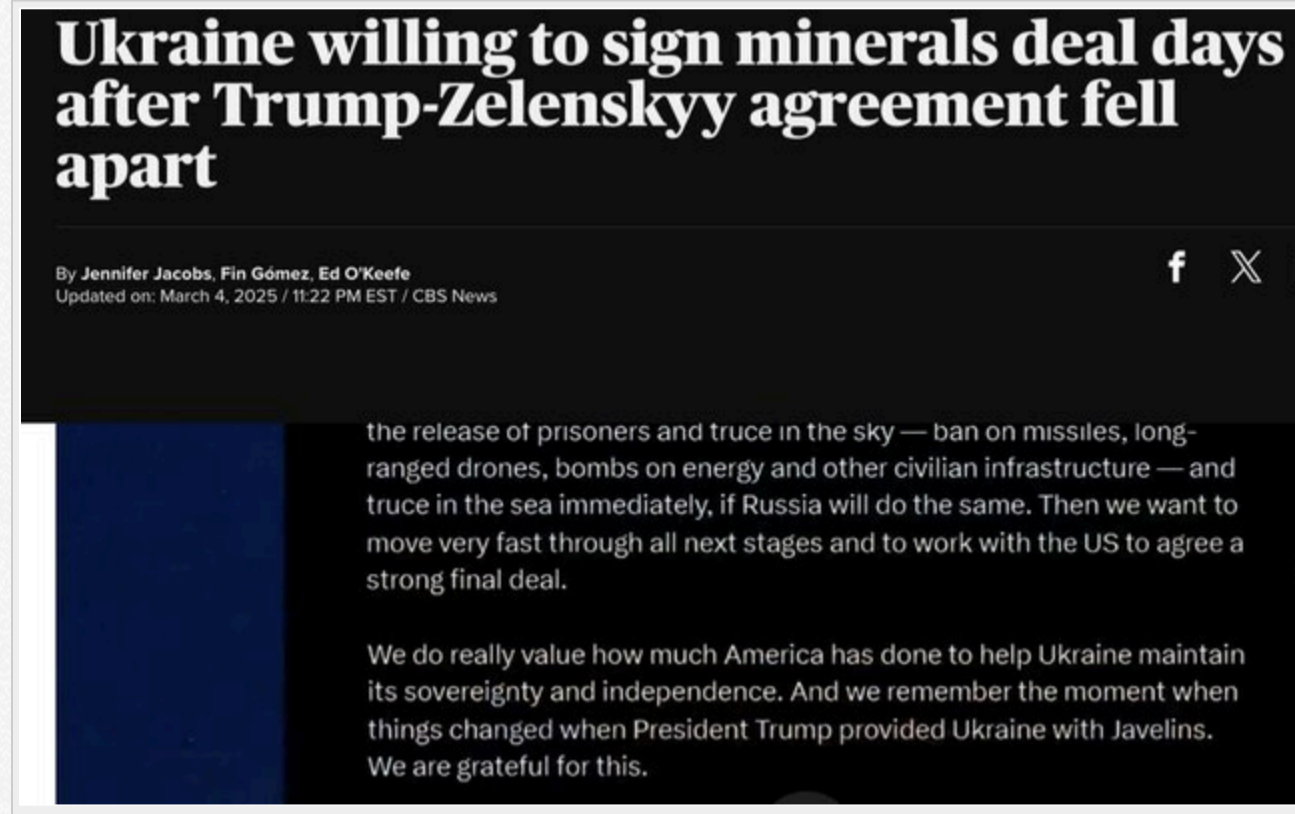 Ukraine willing to sign minerals deal days
after Trump-Zelenskyy agreement fell
apart
By Jennifer Jacobs, Fin Gómez, Ed O'Keefe
Updated on: March 4, 2025 / 11:22 PM EST / CBS News
the release of prisoners and truce in the sky — ban on missiles, long-
ranged drones, bombs on energy and other civilian infrastructure — and
truce in the sea immediately, if Russia will do the same. Then we want to
move very fast through all next stages and to work with the US to agree a
strong final deal.
We do really value how much America has done to help Ukraine maintain
its sovereignty and independence. And we remember the moment when
things changed when President Trump provided Ukraine with Javelins.
We are grateful for this.